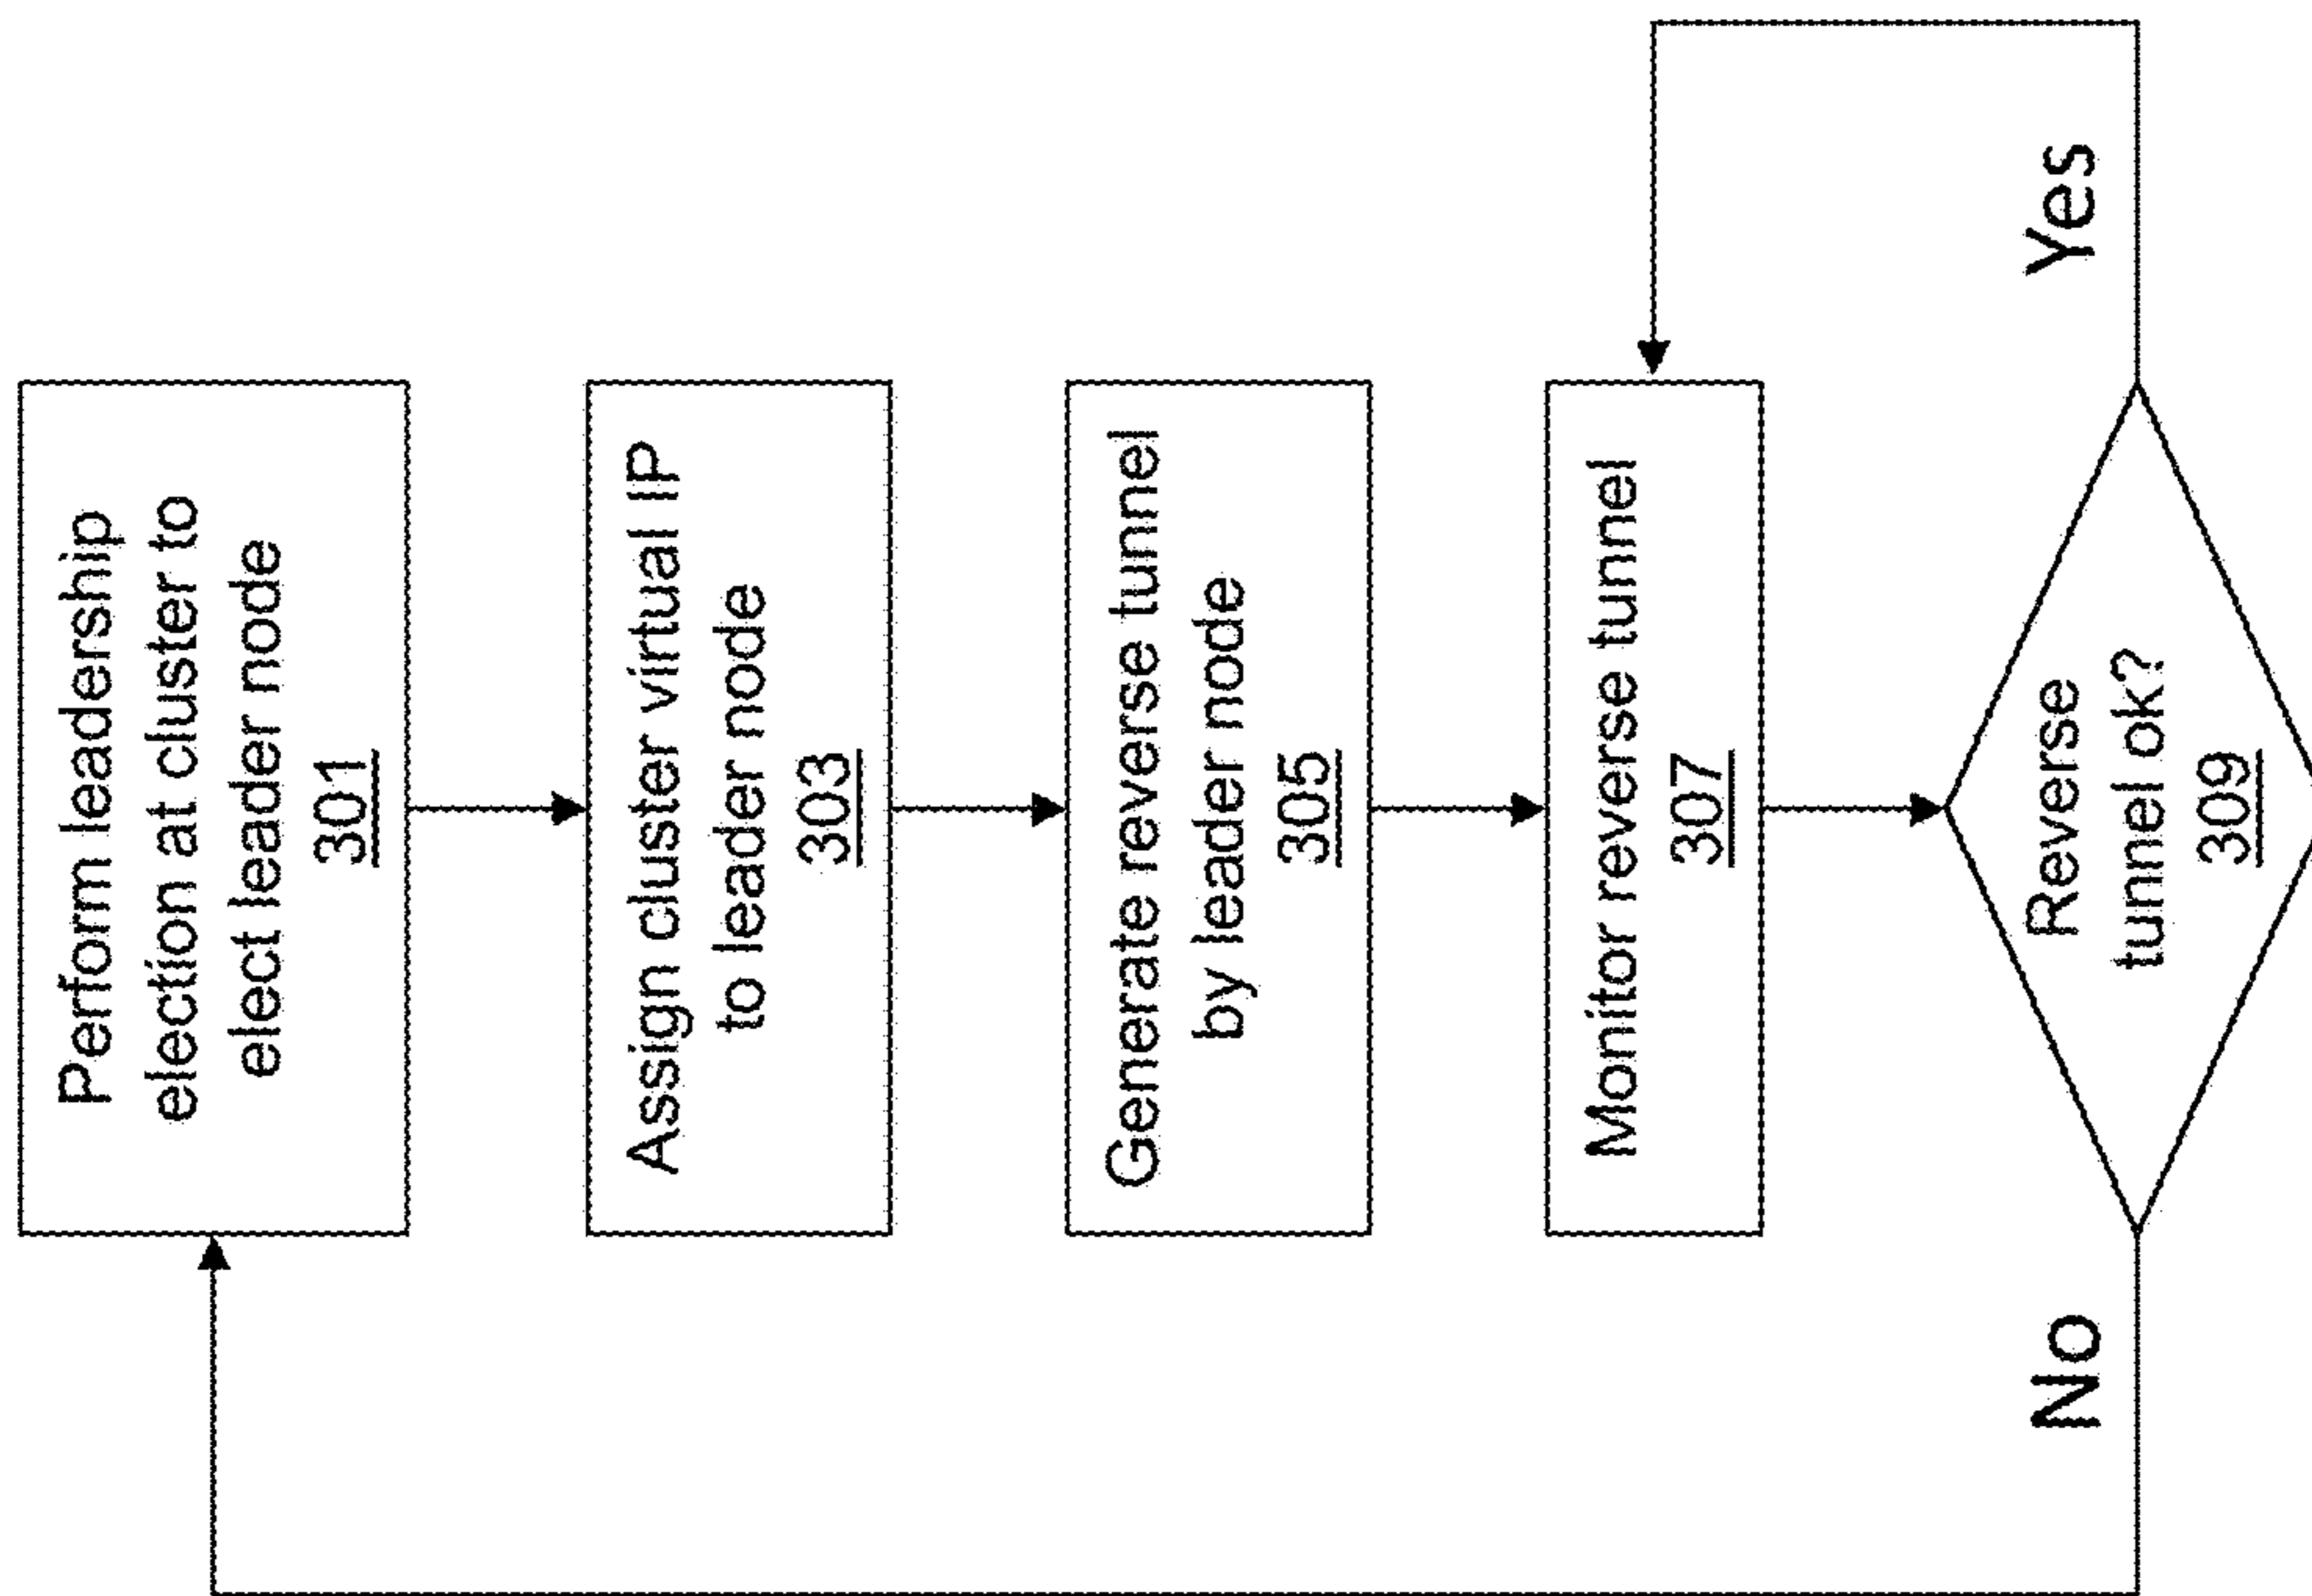 Perform leadership
election at cluster to
elect leader node
301
Assign cluster virtual IP
to leader node
303
Generate reverse tunnel
by leader node
305
Monitor reverse tunnel
307
Reverse
tunnel ok?
309
No
Yes